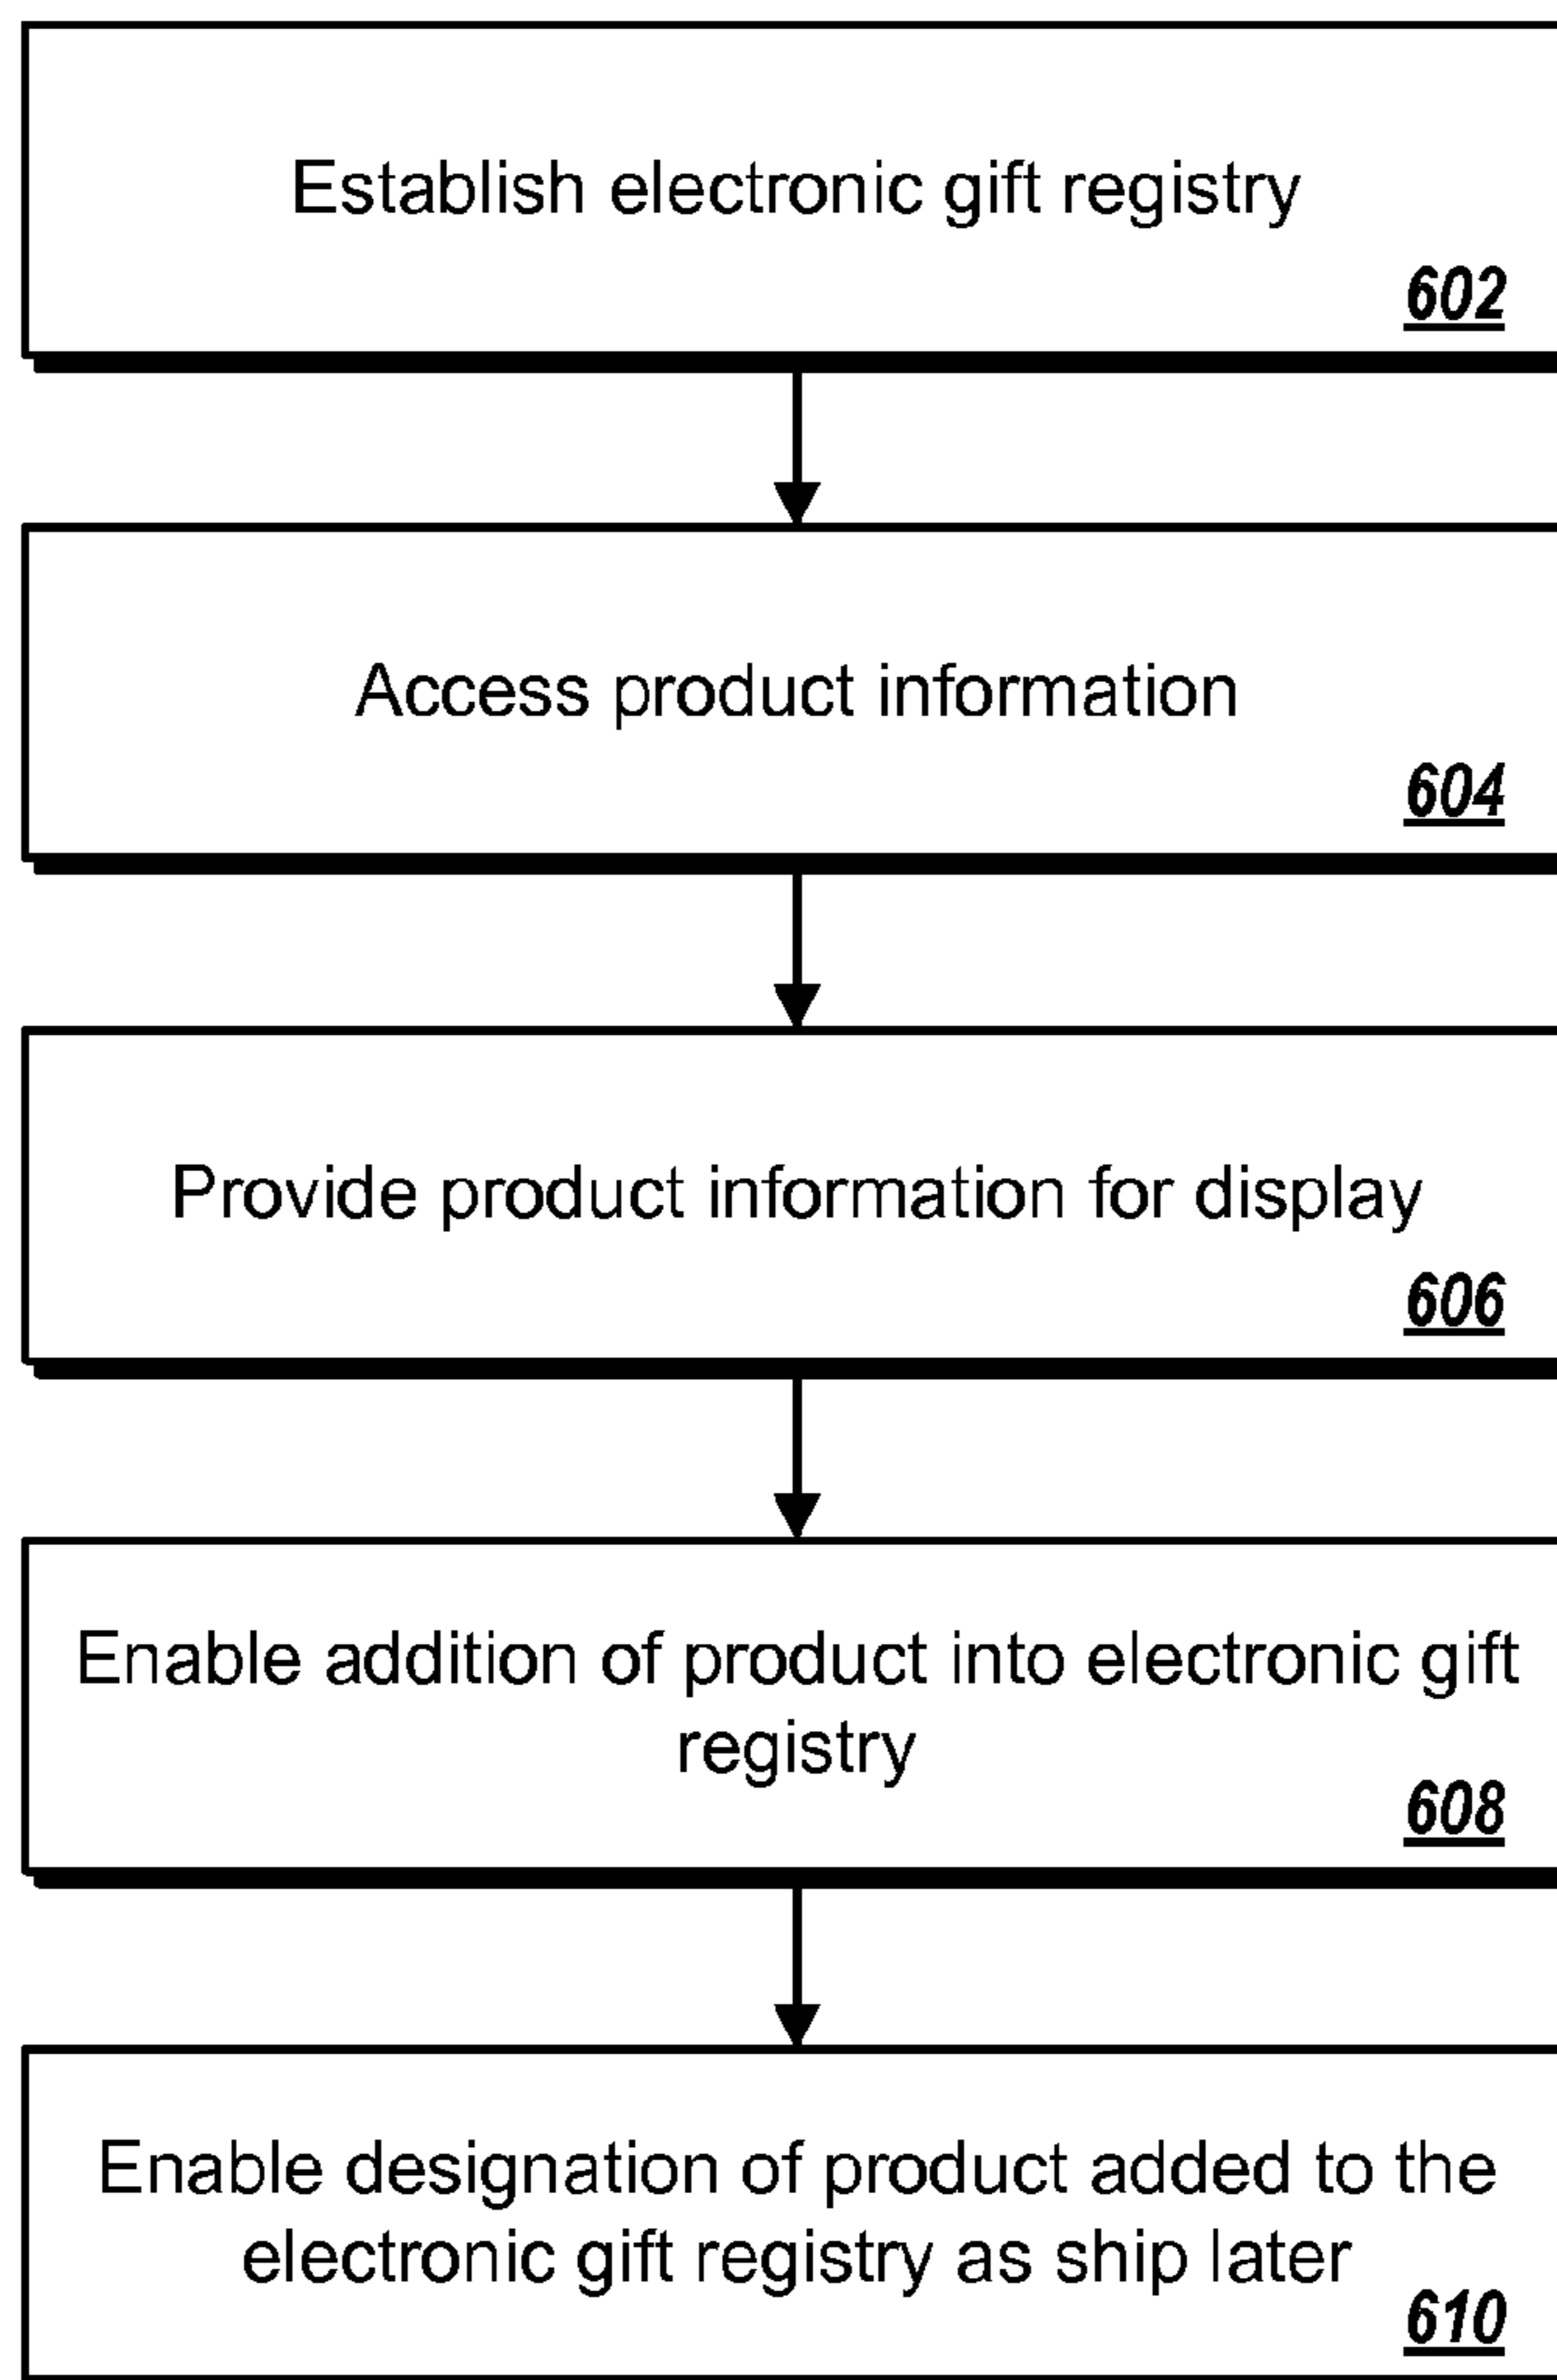 Establish electronic gift registry
602
Access product information
604
Provide product information for display
606
Enable addition of product into electronic gift
registry
608
Enable designation of product added to the
electronic gift registry as ship later
610